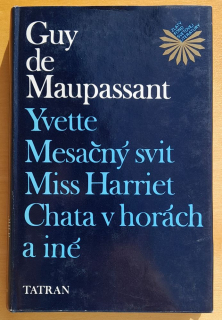 Guy
de
Maupassant
Yvette
Mesačný svit
Miss Harriet
Chata v horách
a iné
TATRAN